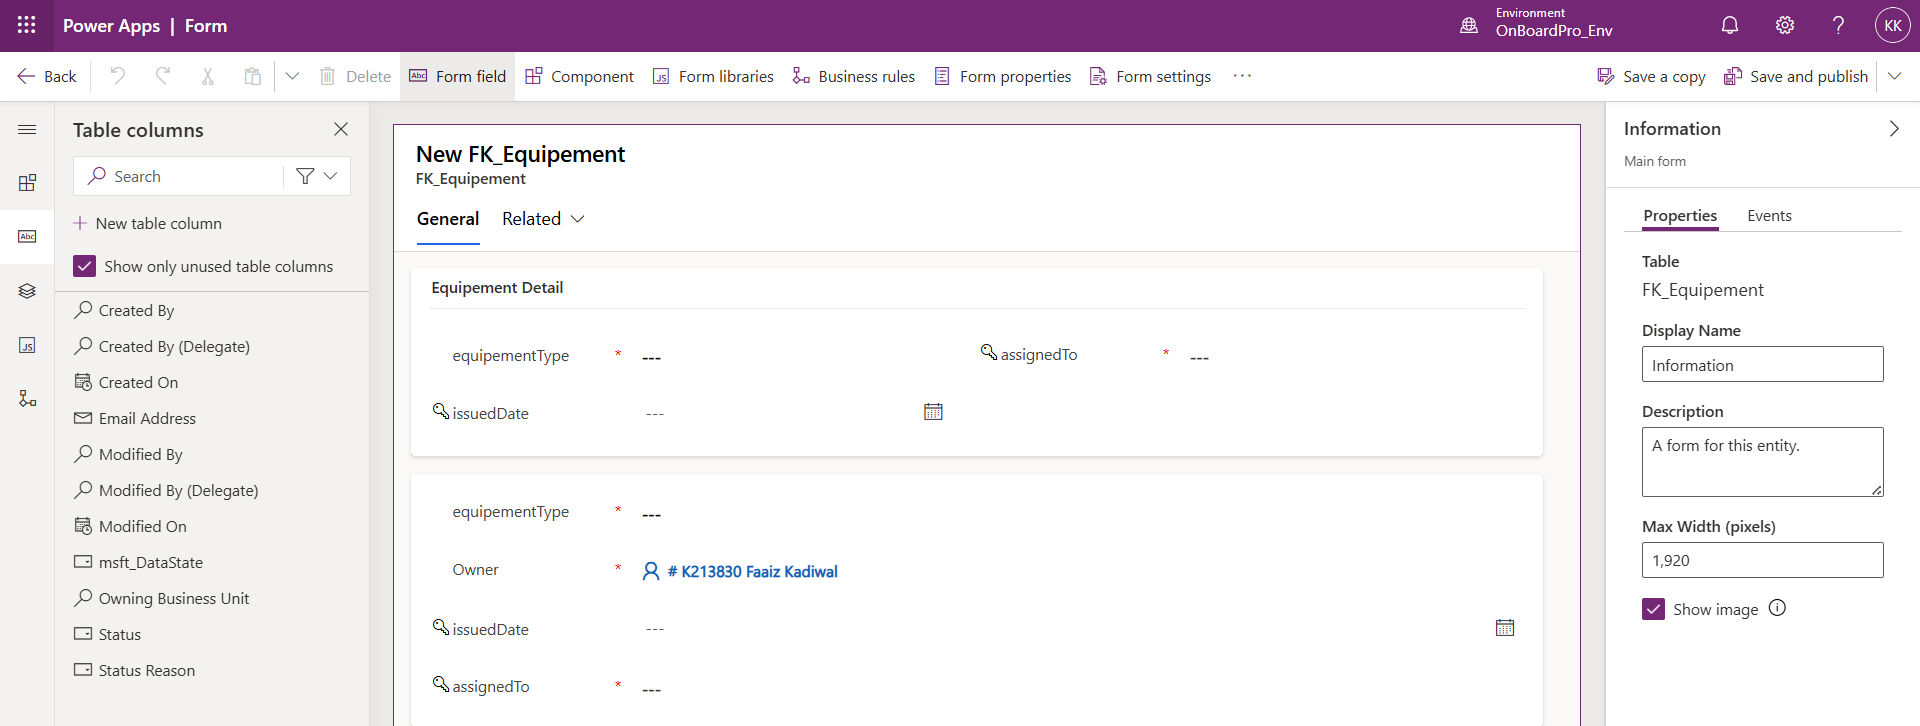 Power Apps | Form
Environment
OnBoardPro_Env
KK
Back
Delete
Abc Form field
Component
JS Form libraries
Business rules
Form properties
Form settings
Save a copy
Save and publish
Table columns
Search
New table column
Show only unused table columns
Abc
JS
Created By
Created By (Delegate)
Created On
Email Address
Modified By
Modified By (Delegate)
Modified On
msft_DataState
Owning Business Unit
Status
Status Reason
New FK_Equipement
FK_Equipement
General
Related
Equipement Detail
equipementType * ---
assignedTo * ---
issuedDate ---
equipementType * ---
Owner * # K213830 Faaiz Kadiwal
issuedDate ---
assignedTo * ---
Information
Main form
Properties
Events
Table
FK_Equipement
Display Name
Information
Description
A form for this entity.
Max Width (pixels)
1,920
Show image